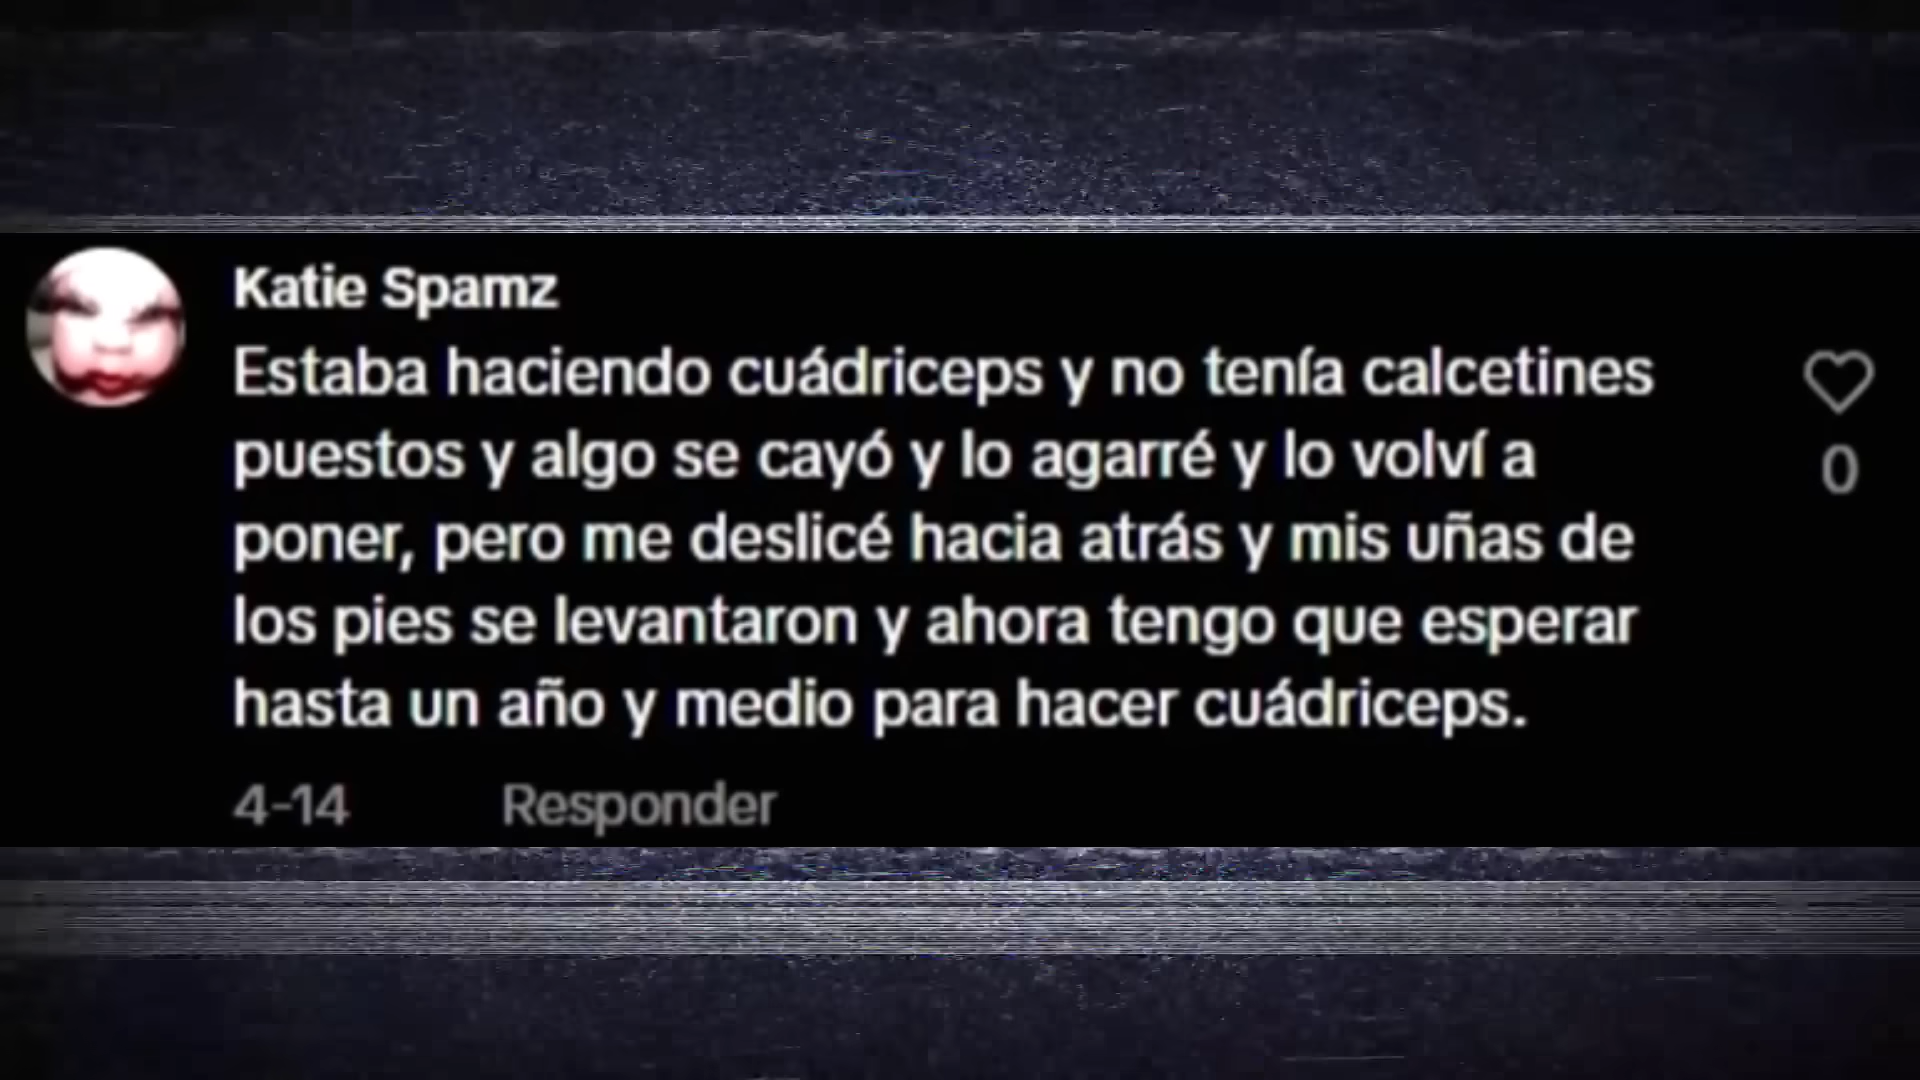 Katie Spamz
Estaba haciendo cuádriceps y no tenía calcetines
puestos y algo se cayó y lo agarré y lo volví a
poner, pero me deslicé hacia atrás y mis uñas de
los pies se levantaron y ahora tengo que esperar
hasta un año y medio para hacer cuádriceps.
0
4-14 Responder